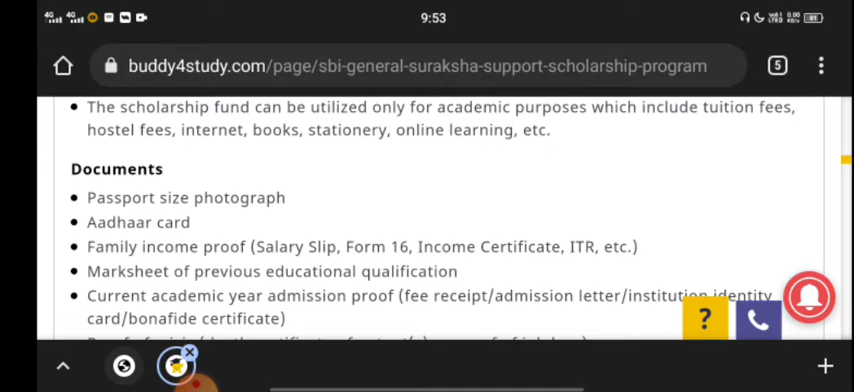 4G 4G 9:53
buddy4study.com/page/sbi-general-suraksha-support-scholarship-program 5
The scholarship fund can be utilized only for academic purposes which include tuition fees,
hostel fees, internet, books, stationery, online learning, etc.
Documents
Passport size photograph
Aadhaar card
Family income proof (Salary Slip, Form 16, Income Certificate, ITR, etc.)
Marksheet of previous educational qualification
Current academic year admission proof (fee receipt/admission letter/institution identity
card/bonafide certificate)
?